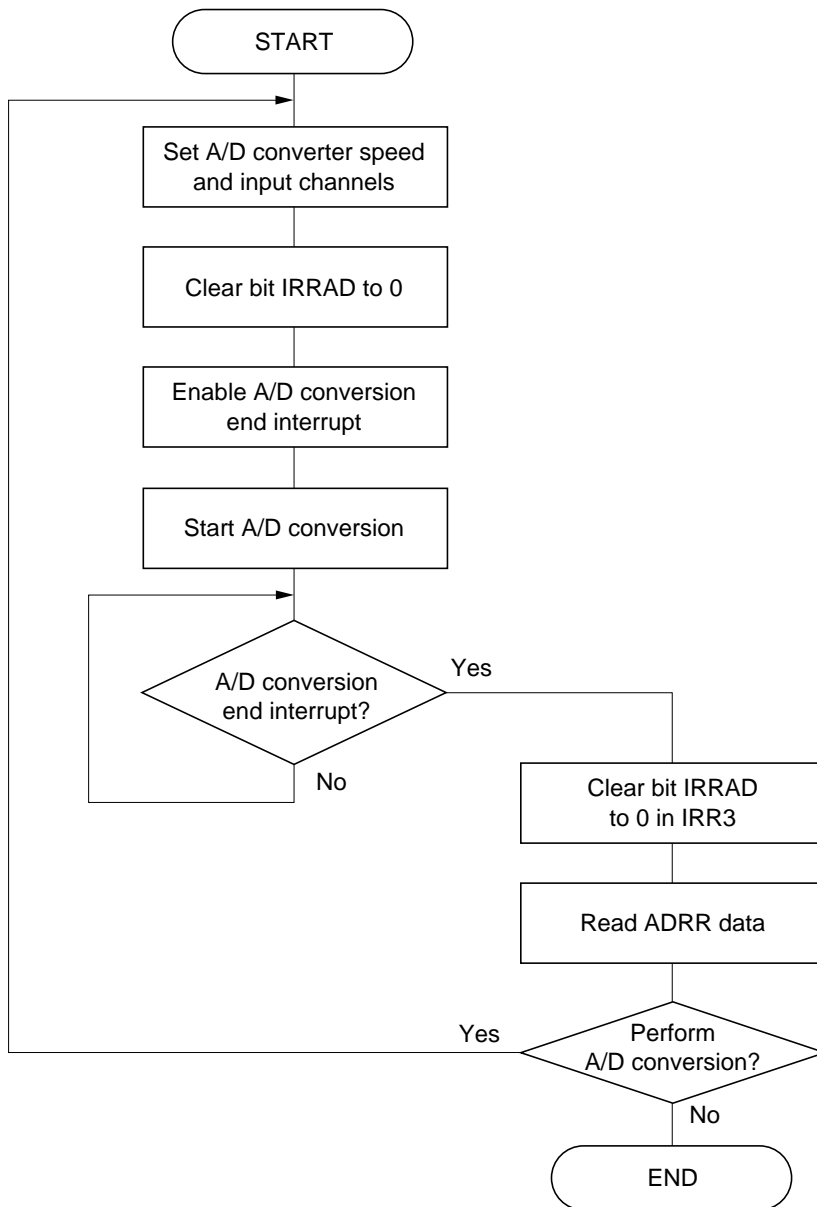 START
Set A/D converter speed
and input channels
Clear bit IRRAD to 0
Enable A/D conversion
end interrupt
Start A/D conversion
A/D conversion
end interrupt?
Yes
No
Clear bit IRRAD
to 0 in IRR3
Read ADRR data
Perform
A/D conversion?
Yes
No
END